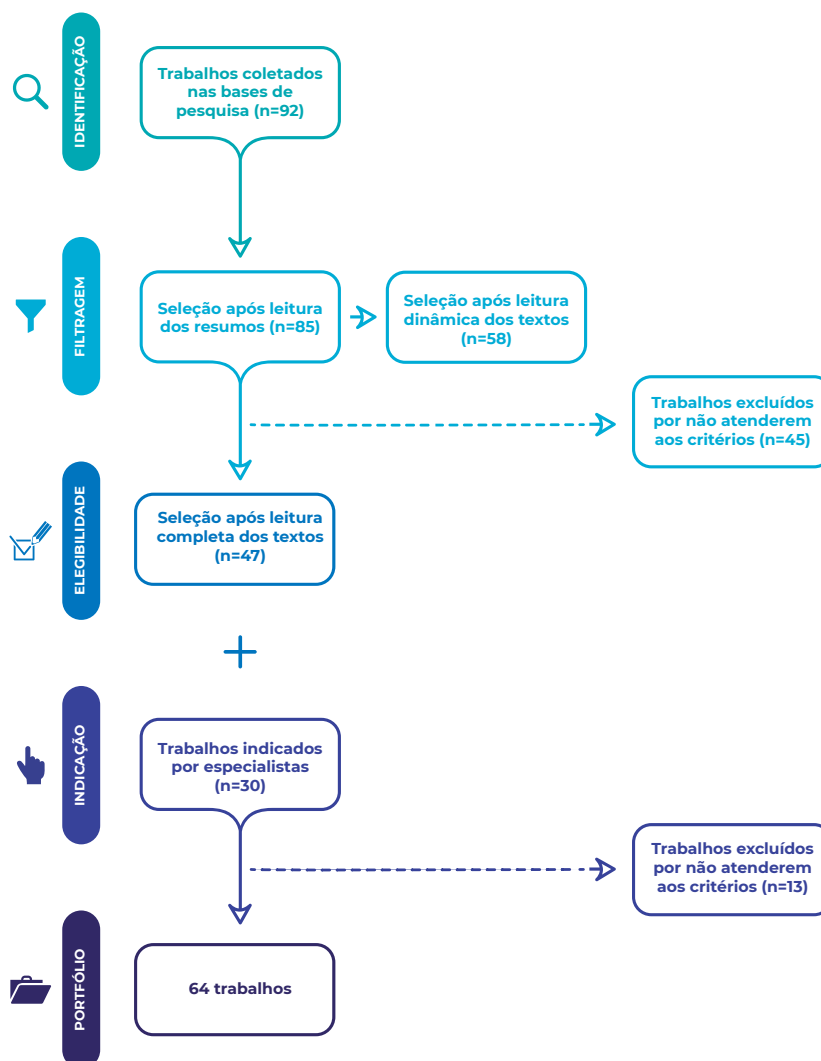 IDENTIFICAÇÃO
Trabalhos coletados
nas bases de
pesquisa (n=92)
FILTRAGEM
Seleção após leitura
dos resumos (n=85)
Seleção após leitura
dinâmica dos textos
(n=58)
Trabalhos excluídos
por não atenderem
aos critérios (n=45)
ELEGIBILIDADE
Seleção após leitura
completa dos textos
(n=47)
+
INDICAÇÃO
Trabalhos indicados
por especialistas
(n=30)
Trabalhos excluídos
por não atenderem
aos critérios (n=13)
PORTFÓLIO
64 trabalhos